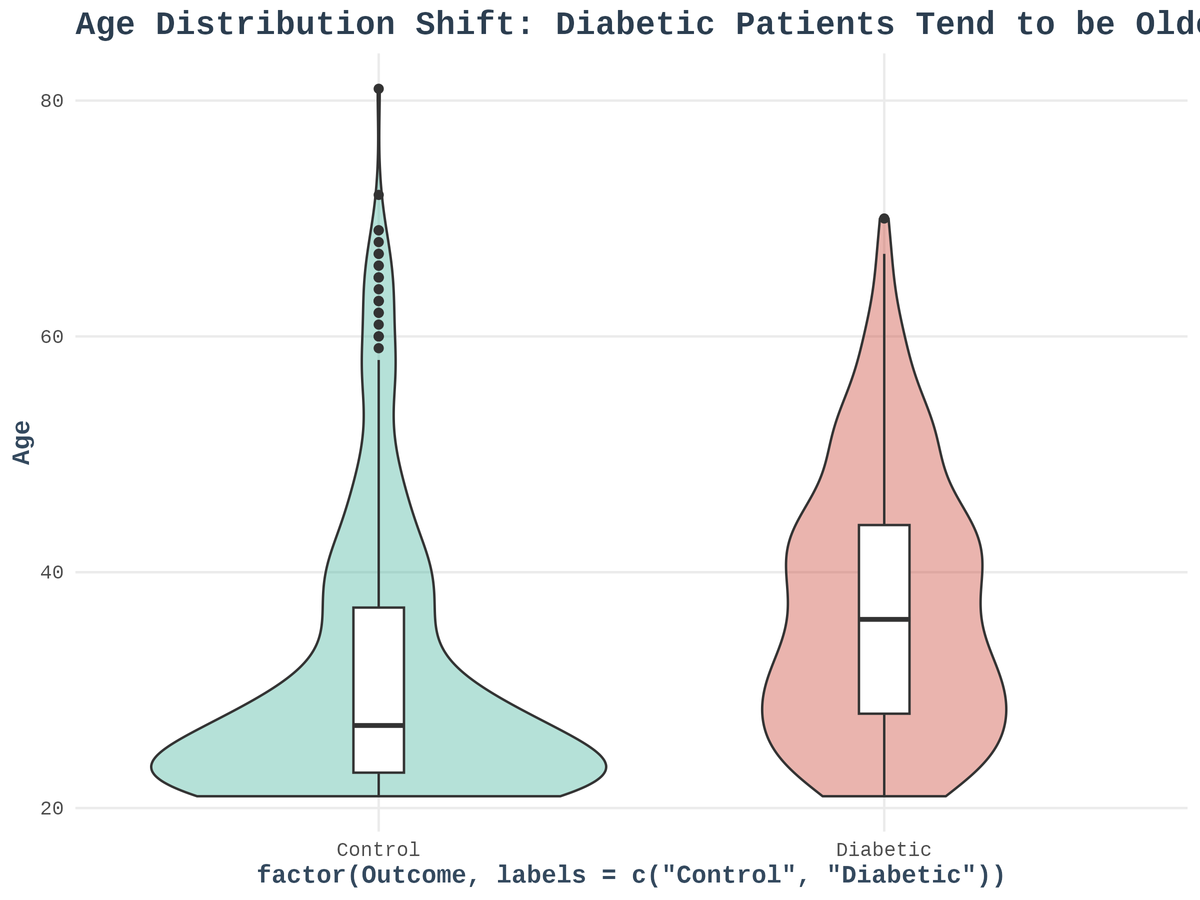 Age Distribution Shift: Diabetic Patients Tend to be Olde
80
60
40
20
Age
Control
Diabetic
factor(Outcome, labels = c("Control", "Diabetic"))